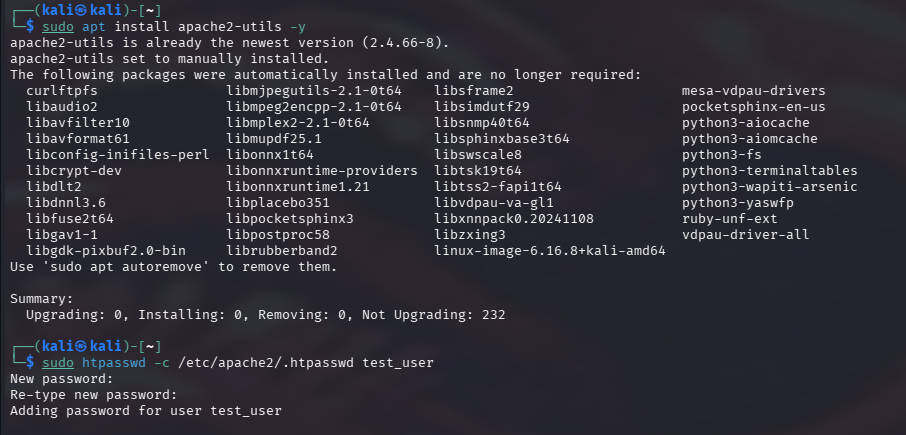 ┌──(kali㉿kali)-[~]
└─$ sudo apt install apache2-utils -y
apache2-utils is already the newest version (2.4.66-8).
apache2-utils set to manually installed.
The following packages were automatically installed and are no longer required:
  curlftpfs              libmjpegutils-2.1-0t64    libsframe2                      mesa-vdpau-drivers
  libaudio2              libmpeg2encpp-2.1-0t64    libsimdutf29                    pocketsphinx-en-us
  libavfilter10          libmplex2-2.1-0t64        libsnmp40t64                    python3-aiocache
  libavformat61          libmupdf25.1              libsphinxbase3t64               python3-aiomcache
  libconfig-inifiles-perl  libonnx1t64             libswscale8                     python3-fs
  libcrypt-dev           libonnxruntime-providers  libtsk19t64                     python3-terminaltables
  libdlt2                libonnxruntime1.21        libtss2-fapi1t64                python3-wapiti-arsenic
  libdnnl3.6             libplacebo351             libvdpau-va-gl1                 python3-yaswfp
  libfuse2t64            libpocketsphinx3          libxnnpack0.20241108            ruby-unf-ext
  libgav1-1              libpostproc58             libzxing3                       vdpau-driver-all
  libgdk-pixbuf2.0-bin   librubberband2            linux-image-6.16.8+kali-amd64
Use 'sudo apt autoremove' to remove them.
Summary:
  Upgrading: 0, Installing: 0, Removing: 0, Not Upgrading: 232
┌──(kali㉿kali)-[~]
└─$ sudo htpasswd -c /etc/apache2/.htpasswd test_user
New password:
Re-type new password:
Adding password for user test_user